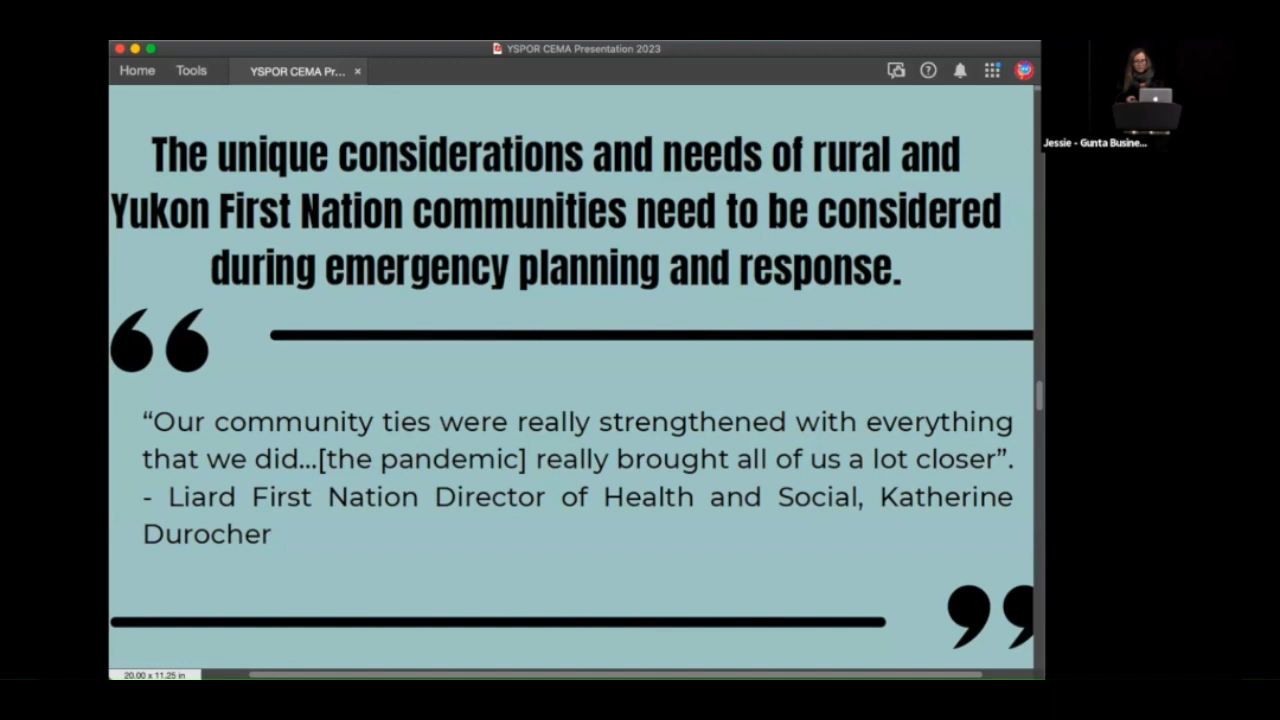 YSPOR CEMA Presentation 2023
Home Tools YSPOR CEMA Pr... ×
The unique considerations and needs of rural and
Yukon First Nation communities need to be considered
during emergency planning and response.
“
“Our community ties were really strengthened with everything
that we did...[the pandemic] really brought all of us a lot closer”.
- Liard First Nation Director of Health and Social, Katherine
Durocher
”
20.00 x 11.25 in
Jessie - Gunta Busine...